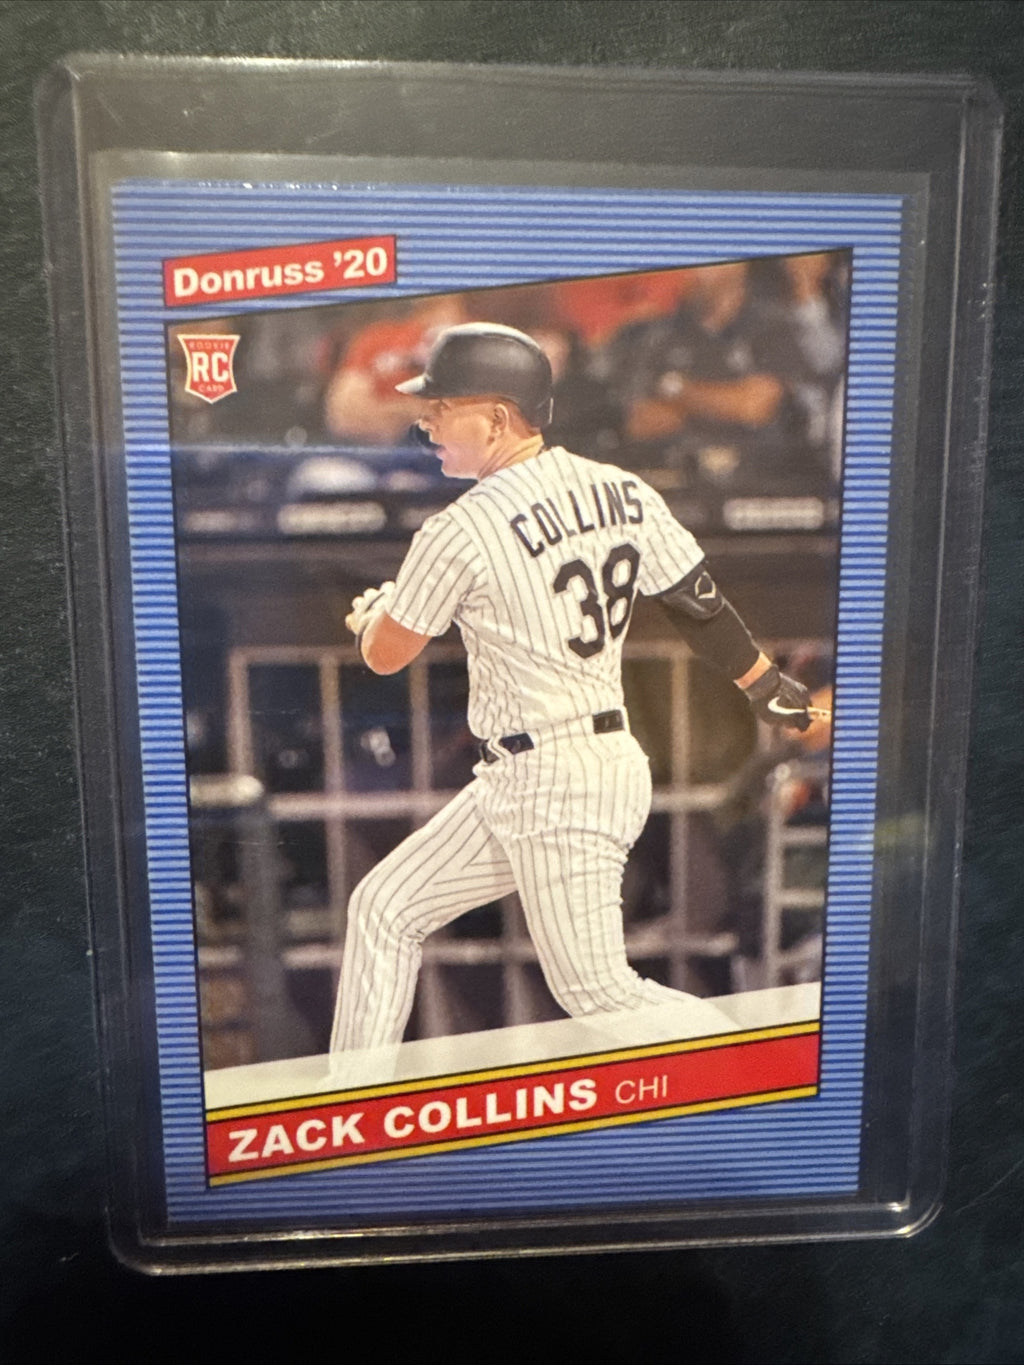 Donruss '20
ROOKIE
RC
CARD
COLLINS
38
ZACK COLLINS CHI